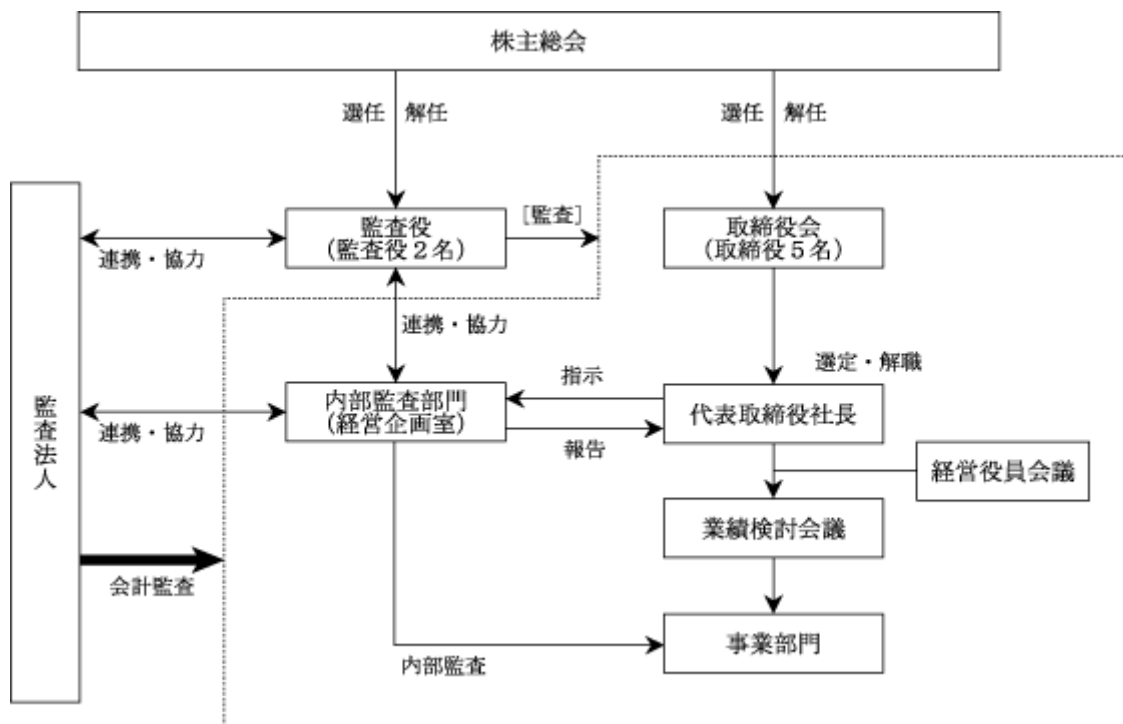 株主総会
選任 解任
選任 解任
監査役
(監査役2名)
[監査]
取締役会
(取締役5名)
連携・協力
連携・協力
選定・解職
指示
内部監査部門
(経営企画室)
代表取締役社長
連携・協力
報告
監査法人
経営役員会議
業績検討会議
会計監査
事業部門
内部監査